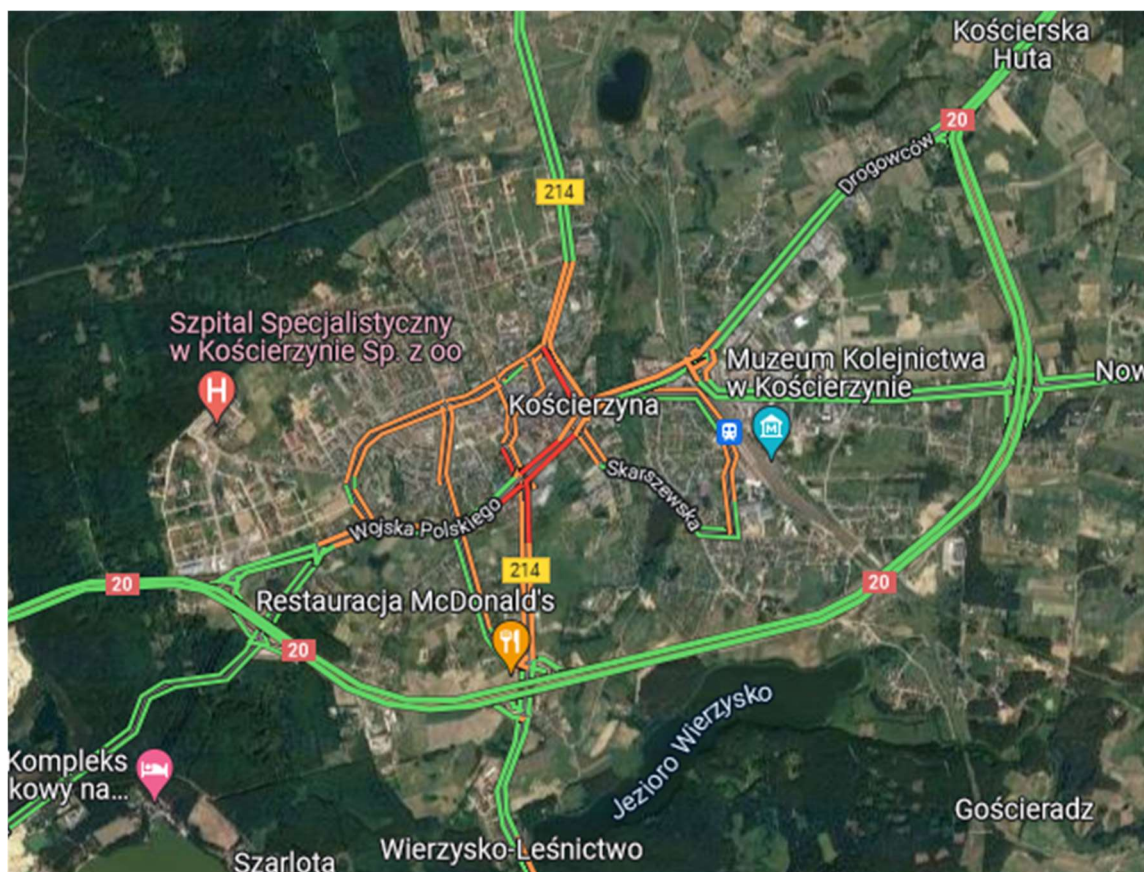 Kościerska
Huta
20
Drogowców
214
Szpital Specjalistyczny
w Kościerzynie Sp. z oo
H
Muzeum Kolejnictwa
w Kościerzynie
Now
Kościerzyna
M
Skarszewska
Wojska Polskiego
214
20
20
Restauracja McDonald's
20
Jezioro Wierzysko
Kompleks
kowy na...
Gościeradz
Wierzysko-Leśnictwo
Szarlota